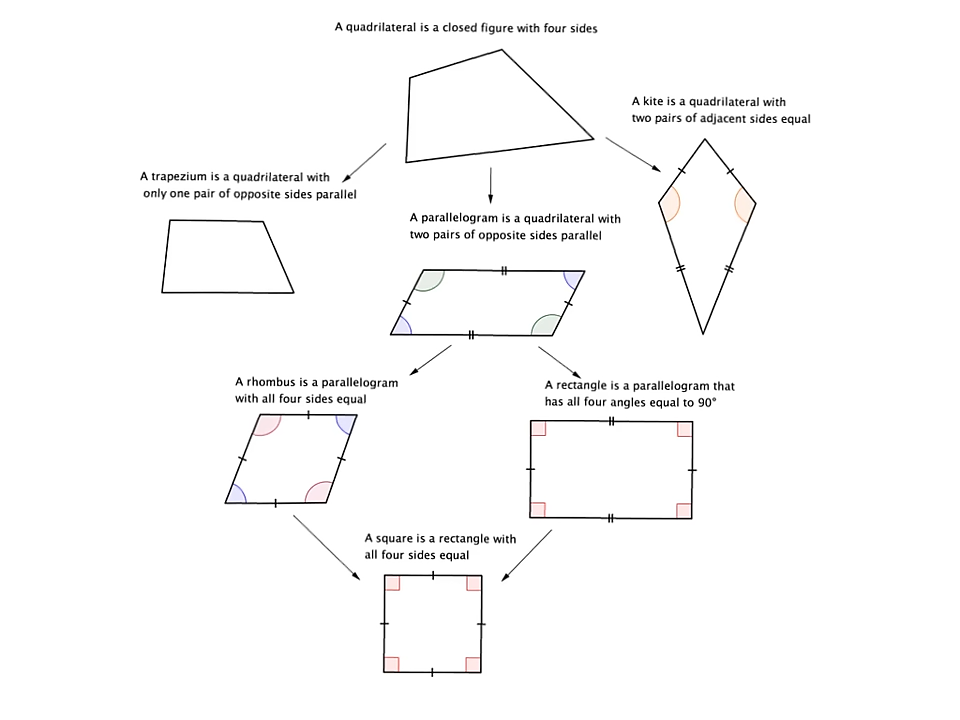 A quadrilateral is a closed figure with four sides
A kite is a quadrilateral with
two pairs of adjacent sides equal
A trapezium is a quadrilateral with
only one pair of opposite sides parallel
A parallelogram is a quadrilateral with
two pairs of opposite sides parallel
A rhombus is a parallelogram
with all four sides equal
A rectangle is a parallelogram that
has all four angles equal to 90°
A square is a rectangle with
all four sides equal